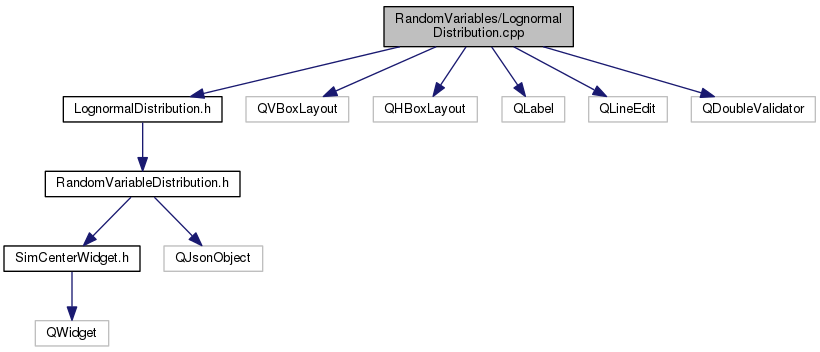 RandomVariables/Lognormal
Distribution.cpp
LognormalDistribution.h
QVBoxLayout
QHBoxLayout
QLabel
QLineEdit
QDoubleValidator
RandomVariableDistribution.h
SimCenterWidget.h
QJsonObject
QWidget